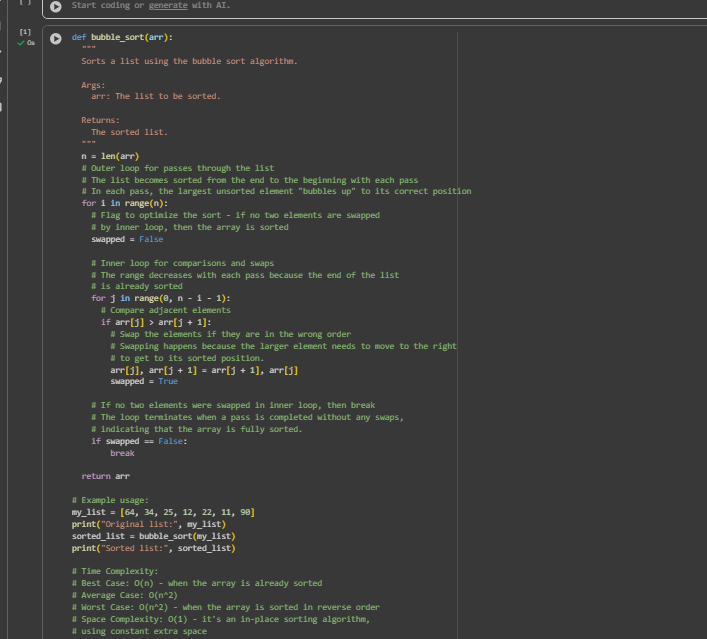 [ ]
Start coding or generate with AI.
[1]
0s
def bubble_sort(arr):
  """
  Sorts a list using the bubble sort algorithm.

  Args:
    arr: The list to be sorted.

  Returns:
    The sorted list.
  """
  n = len(arr)
  # Outer loop for passes through the list
  # The list becomes sorted from the end to the beginning with each pass
  # In each pass, the largest unsorted element "bubbles up" to its correct position
  for i in range(n):
    # Flag to optimize the sort - if no two elements are swapped
    # by inner loop, then the array is sorted
    swapped = False

    # Inner loop for comparisons and swaps
    # The range decreases with each pass because the end of the list
    # is already sorted
    for j in range(0, n - i - 1):
      # Compare adjacent elements
      if arr[j] > arr[j + 1]:
        # Swap the elements if they are in the wrong order
        # Swapping happens because the larger element needs to move to the right
        # to get to its sorted position.
        arr[j], arr[j + 1] = arr[j + 1], arr[j]
        swapped = True

    # If no two elements were swapped in inner loop, then break
    # The loop terminates when a pass is completed without any swaps,
    # indicating that the array is fully sorted.
    if swapped == False:
        break

  return arr

# Example usage:
my_list = [64, 34, 25, 12, 22, 11, 90]
print("Original list:", my_list)
sorted_list = bubble_sort(my_list)
print("Sorted list:", sorted_list)

# Time Complexity:
# Best Case: O(n) - when the array is already sorted
# Average Case: O(n^2)
# Worst Case: O(n^2) - when the array is sorted in reverse order
# Space Complexity: O(1) - it's an in-place sorting algorithm,
# using constant extra space